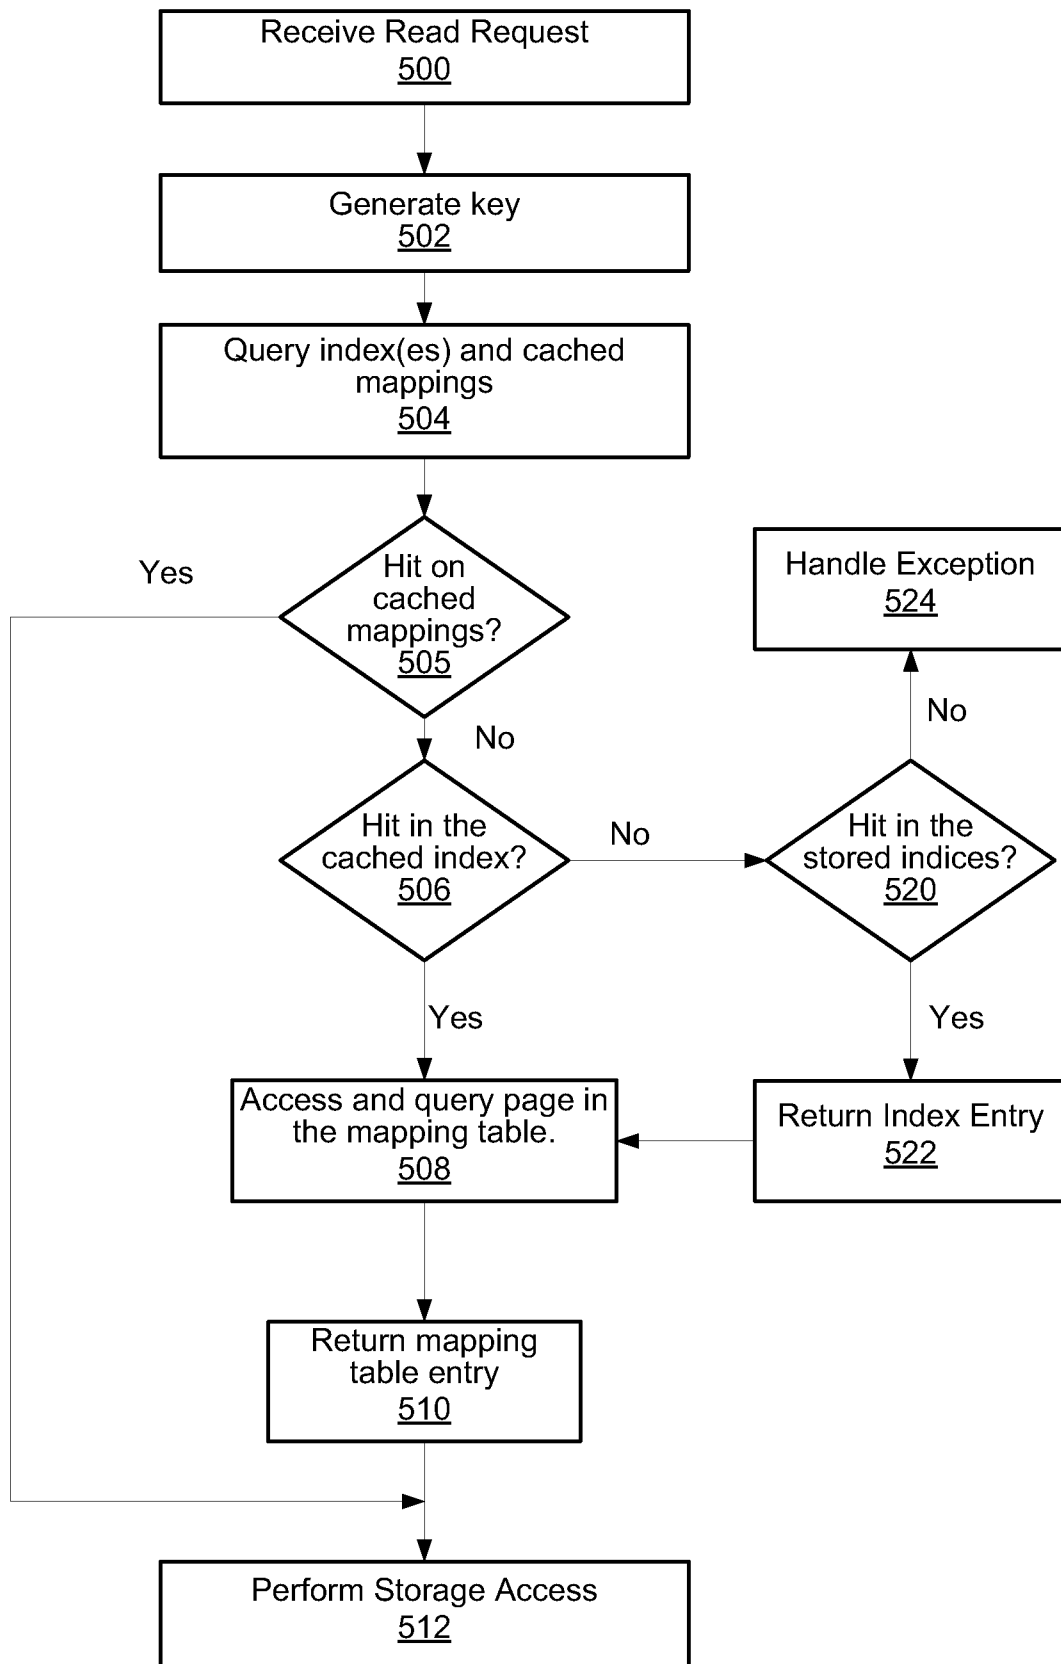 Receive Read Request
500
Generate key
502
Query index(es) and cached
mappings
504
Yes
Hit on
cached
mappings?
505
Handle Exception
524
No
No
Hit in the
cached index?
506
No
Hit in the
stored indices?
520
Yes
Yes
Access and query page in
the mapping table.
508
Return Index Entry
522
Return mapping
table entry
510
Perform Storage Access
512